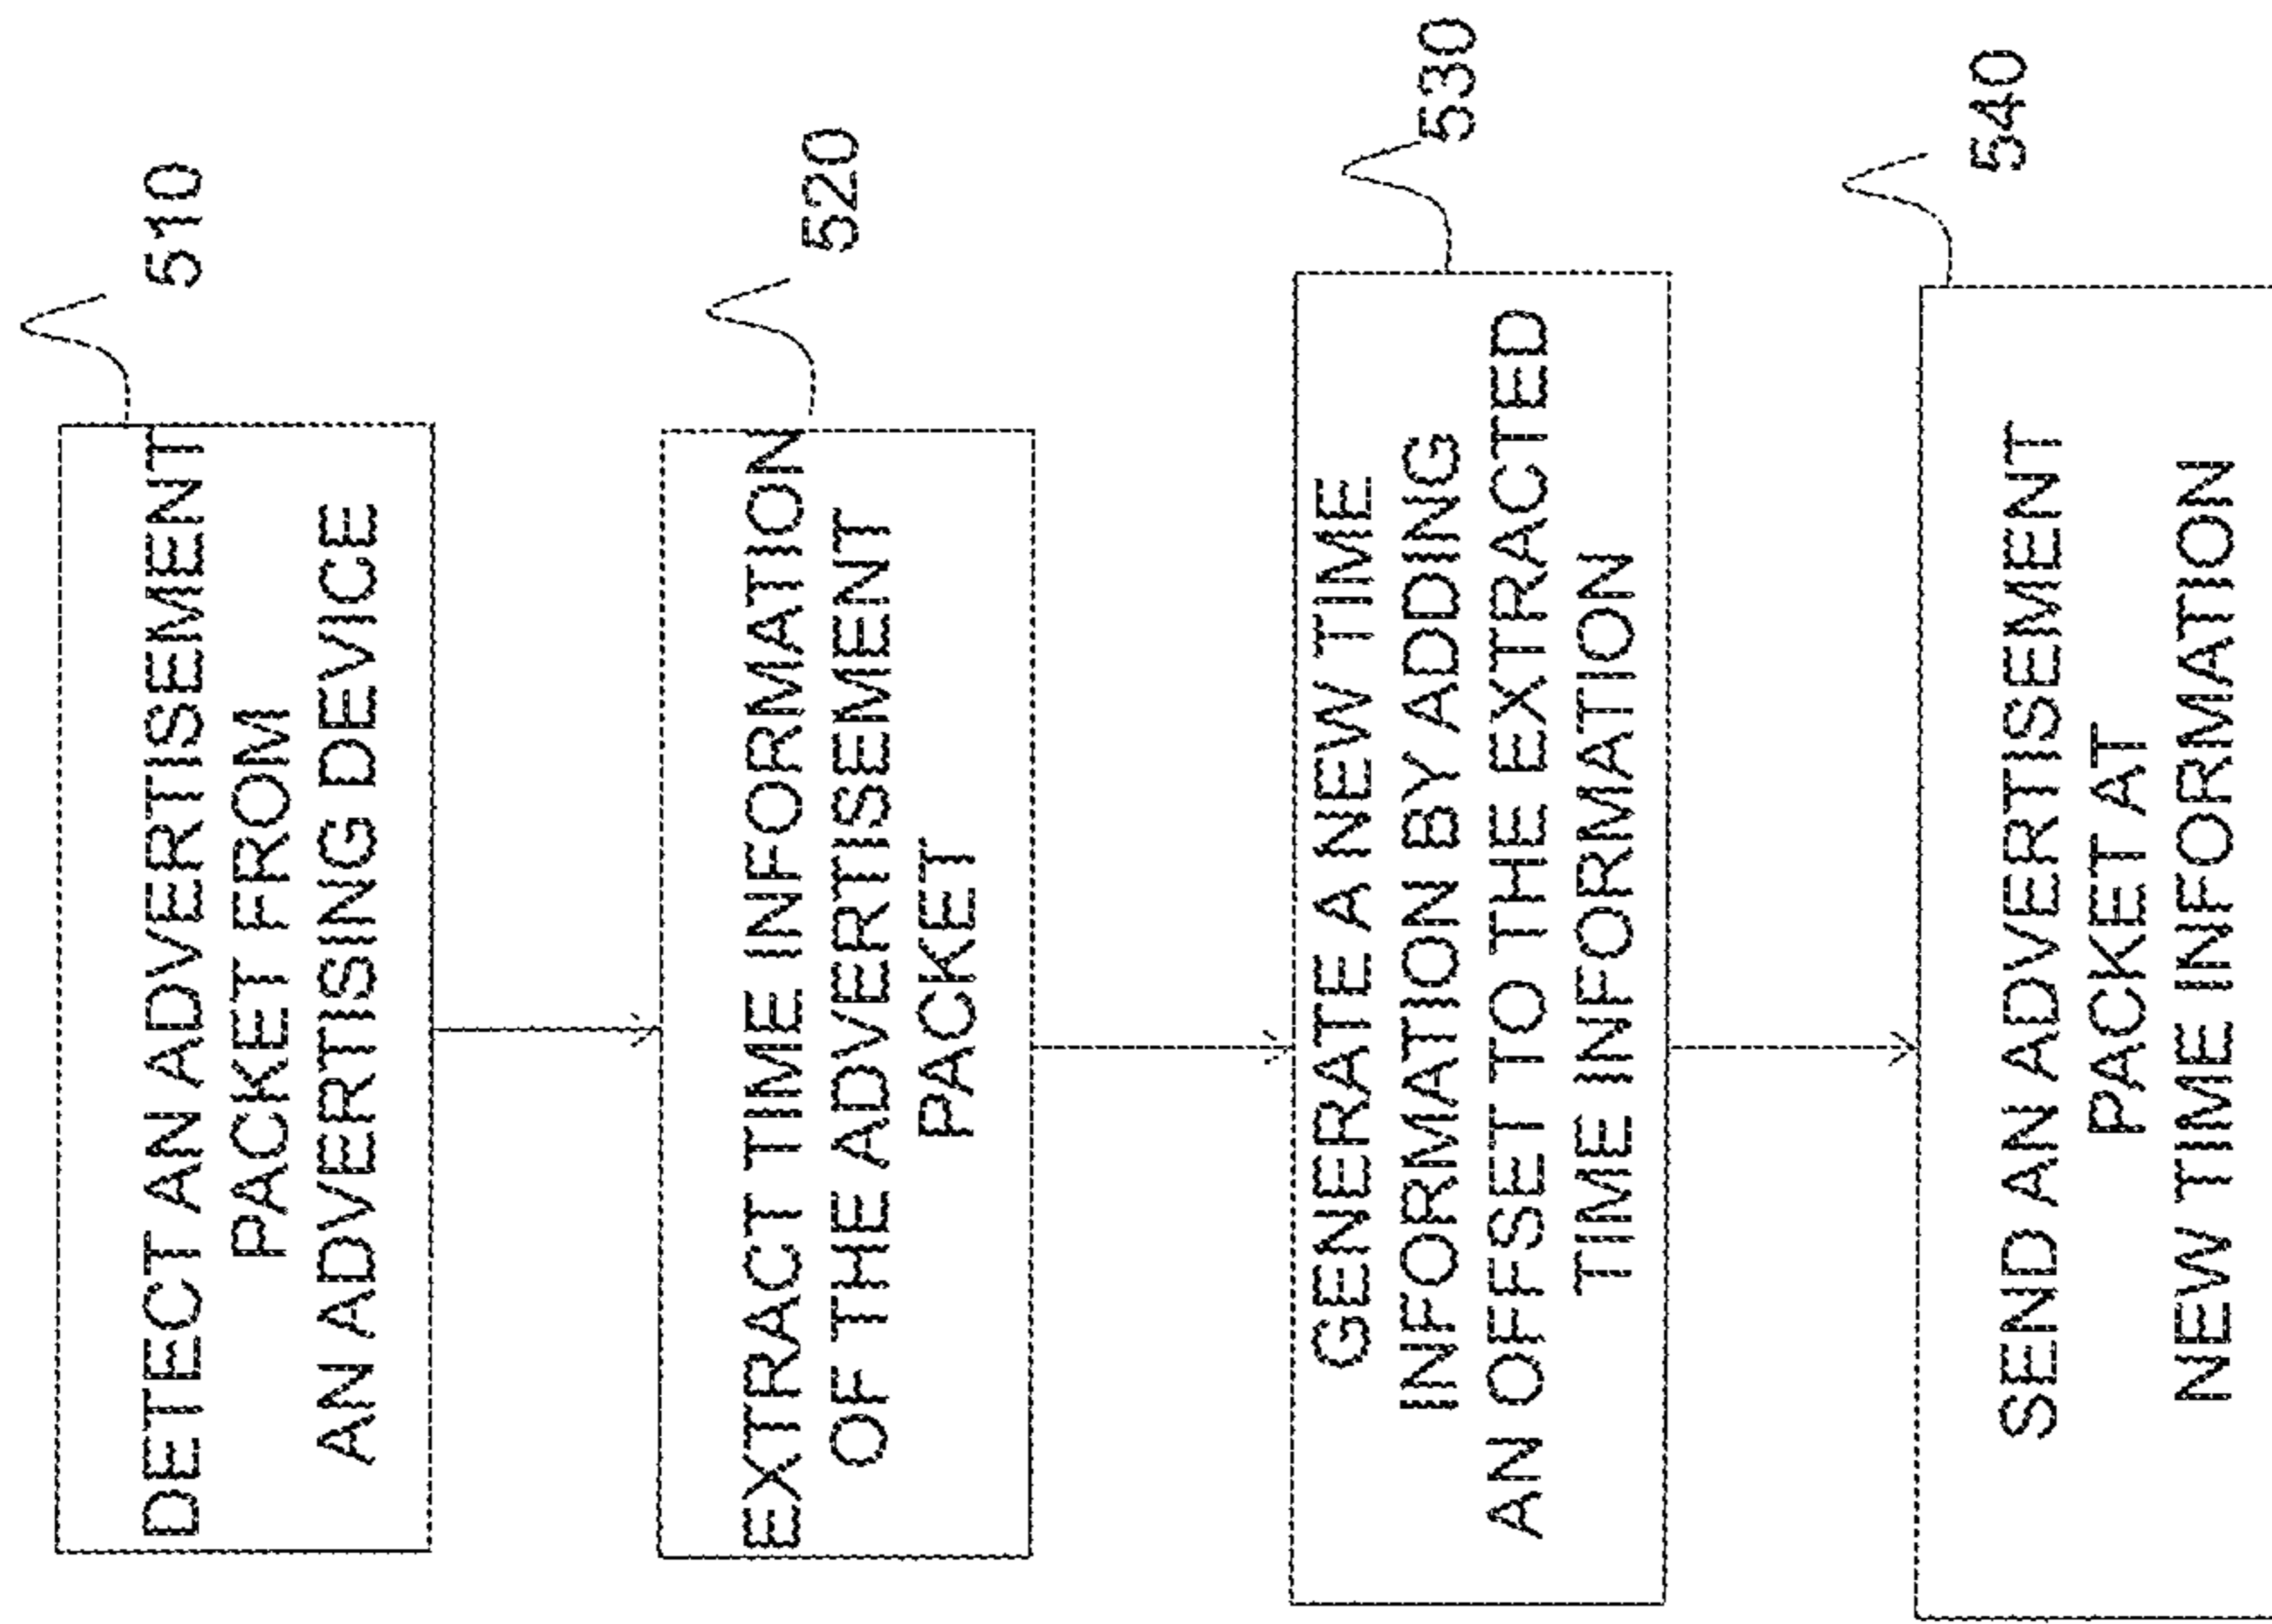 DETECT AN ADVERTISEMENT
PACKET FROM
AN ADVERTISING DEVICE
510
EXTRACT TIME INFORMATION
OF THE ADVERTISEMENT
PACKET
520
GENERATE A NEW TIME
INFORMATION BY ADDING
AN OFFSET TO THE EXTRACTED
TIME INFORMATION
530
SEND AN ADVERTISEMENT
PACKET AT
NEW TIME INFORMATION
540